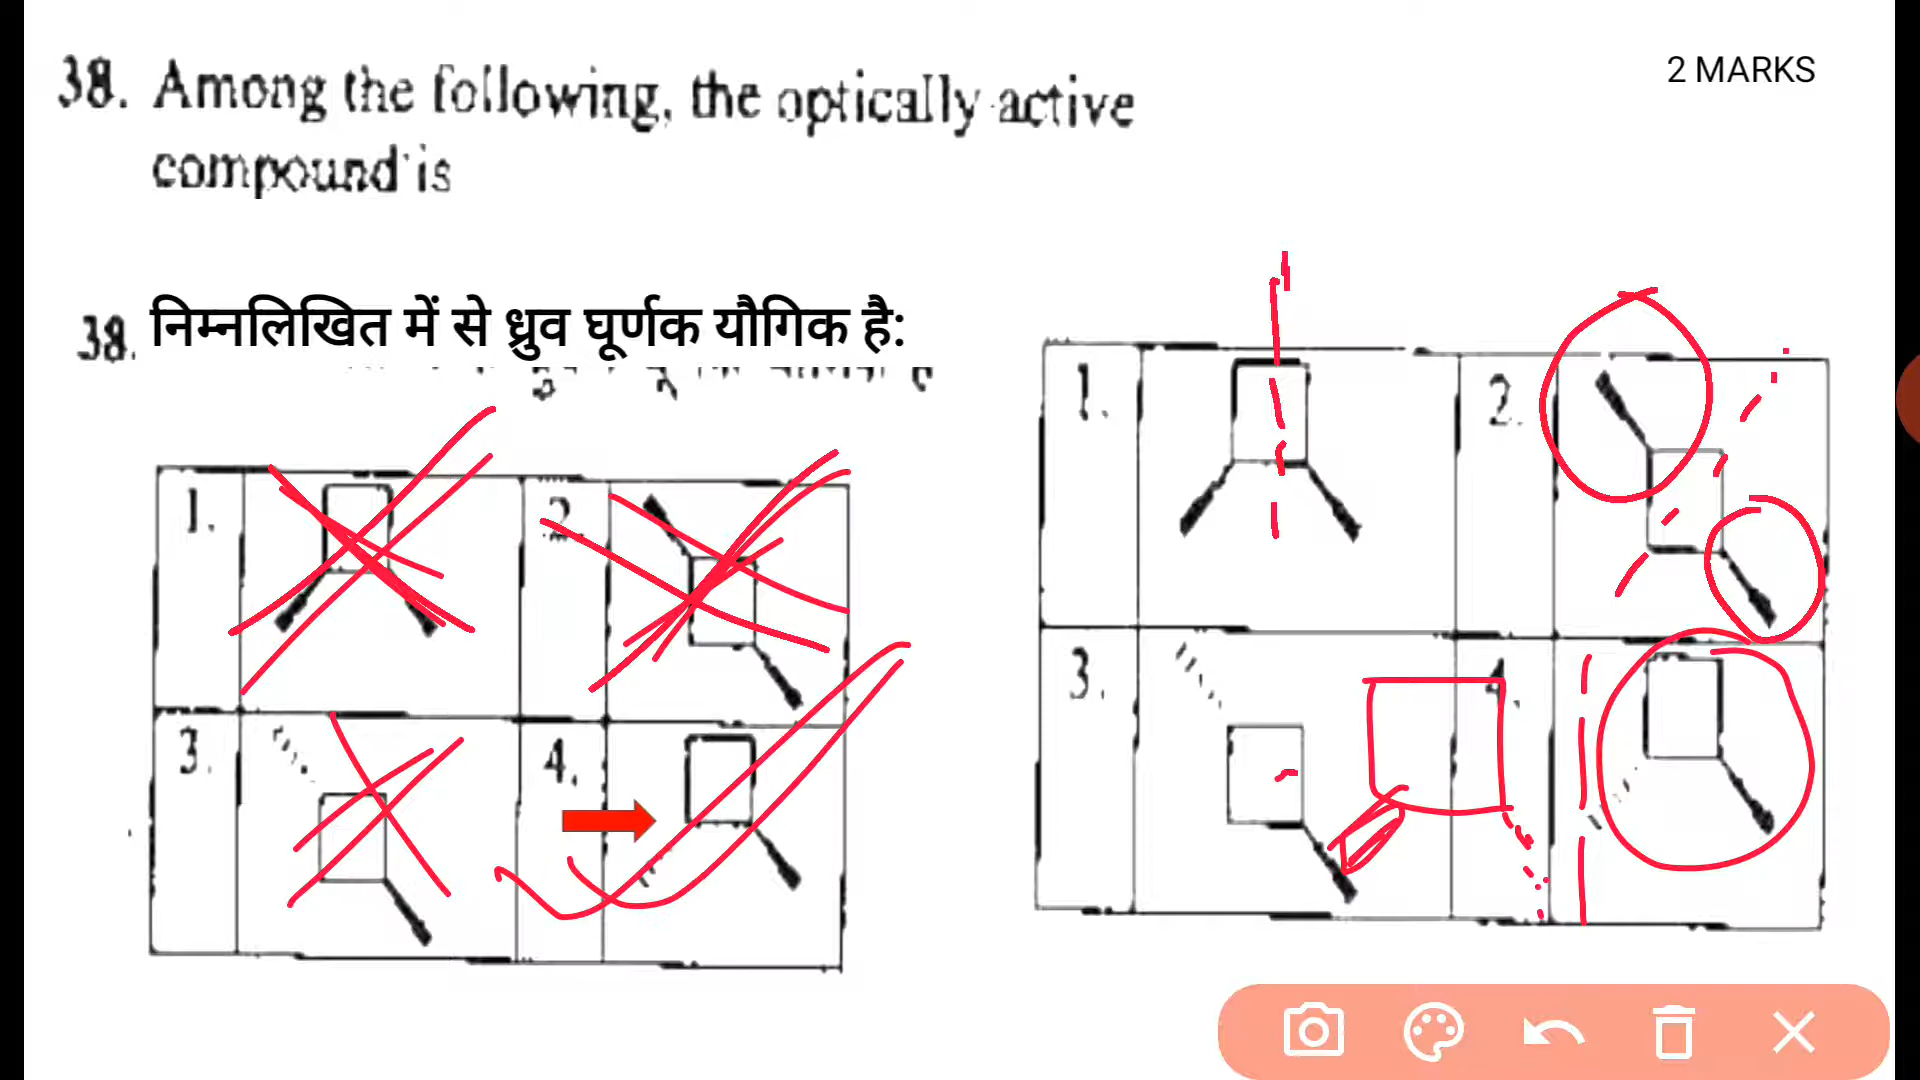 38. Among the following, the optically active
compound is
2 MARKS
38. निम्नलिखित में से ध्रुव घूर्णक यौगिक है:
1. 2.
3. 4.
1. 2.
3. 4.